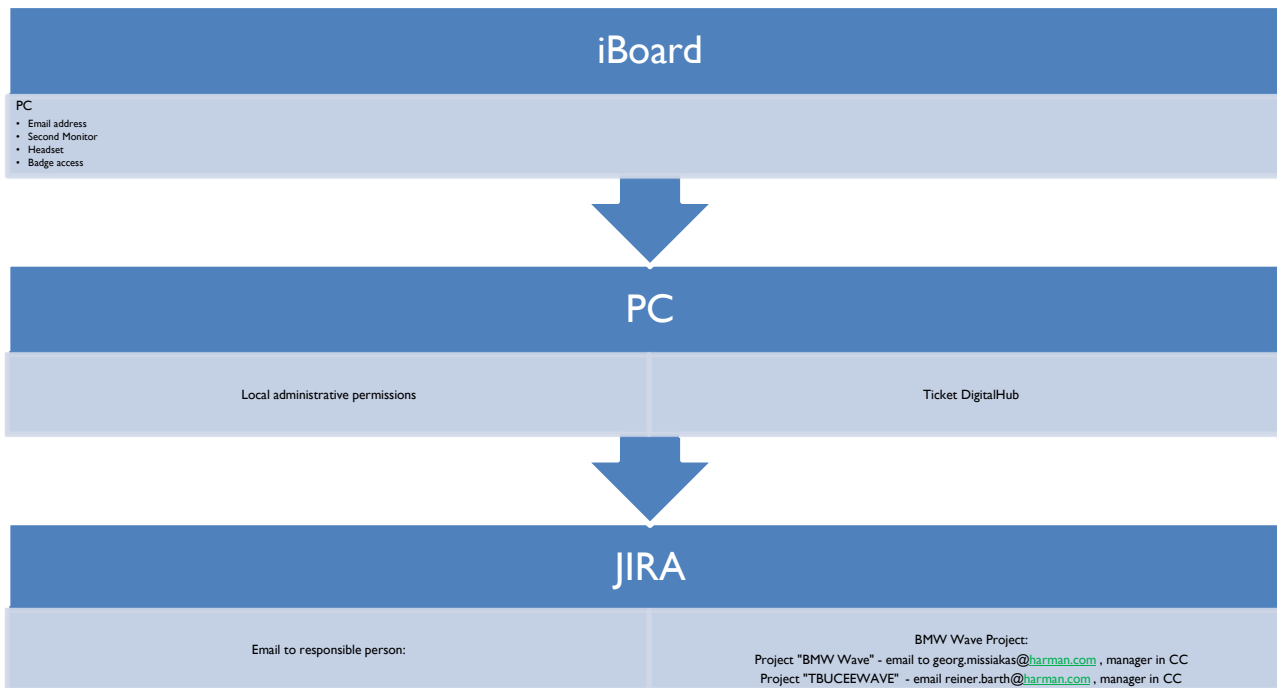 iBoard
PC
• Email address
• Second Monitor
• Headset
• Badge access
PC
Local administrative permissions
Ticket DigitalHub
JIRA
Email to responsible person:
BMW Wave Project:
Project "BMW Wave" - email to georg.missiakas@harman.com , manager in CC
Project "TBUCEEWAVE" - email reiner.barth@harman.com , manager in CC